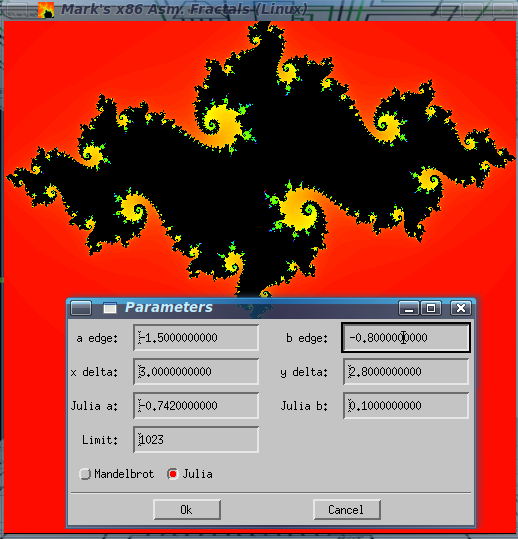 Mark's x86 Asm. Fractals (Linux)
Parameters
a edge: -1.5000000000 b edge: -0.8000000000
x delta: 3.0000000000 y delta: 2.8000000000
Julia a: -0.7420000000 Julia b: 0.1000000000
Limit: 1023
Mandelbrot Julia
Ok Cancel